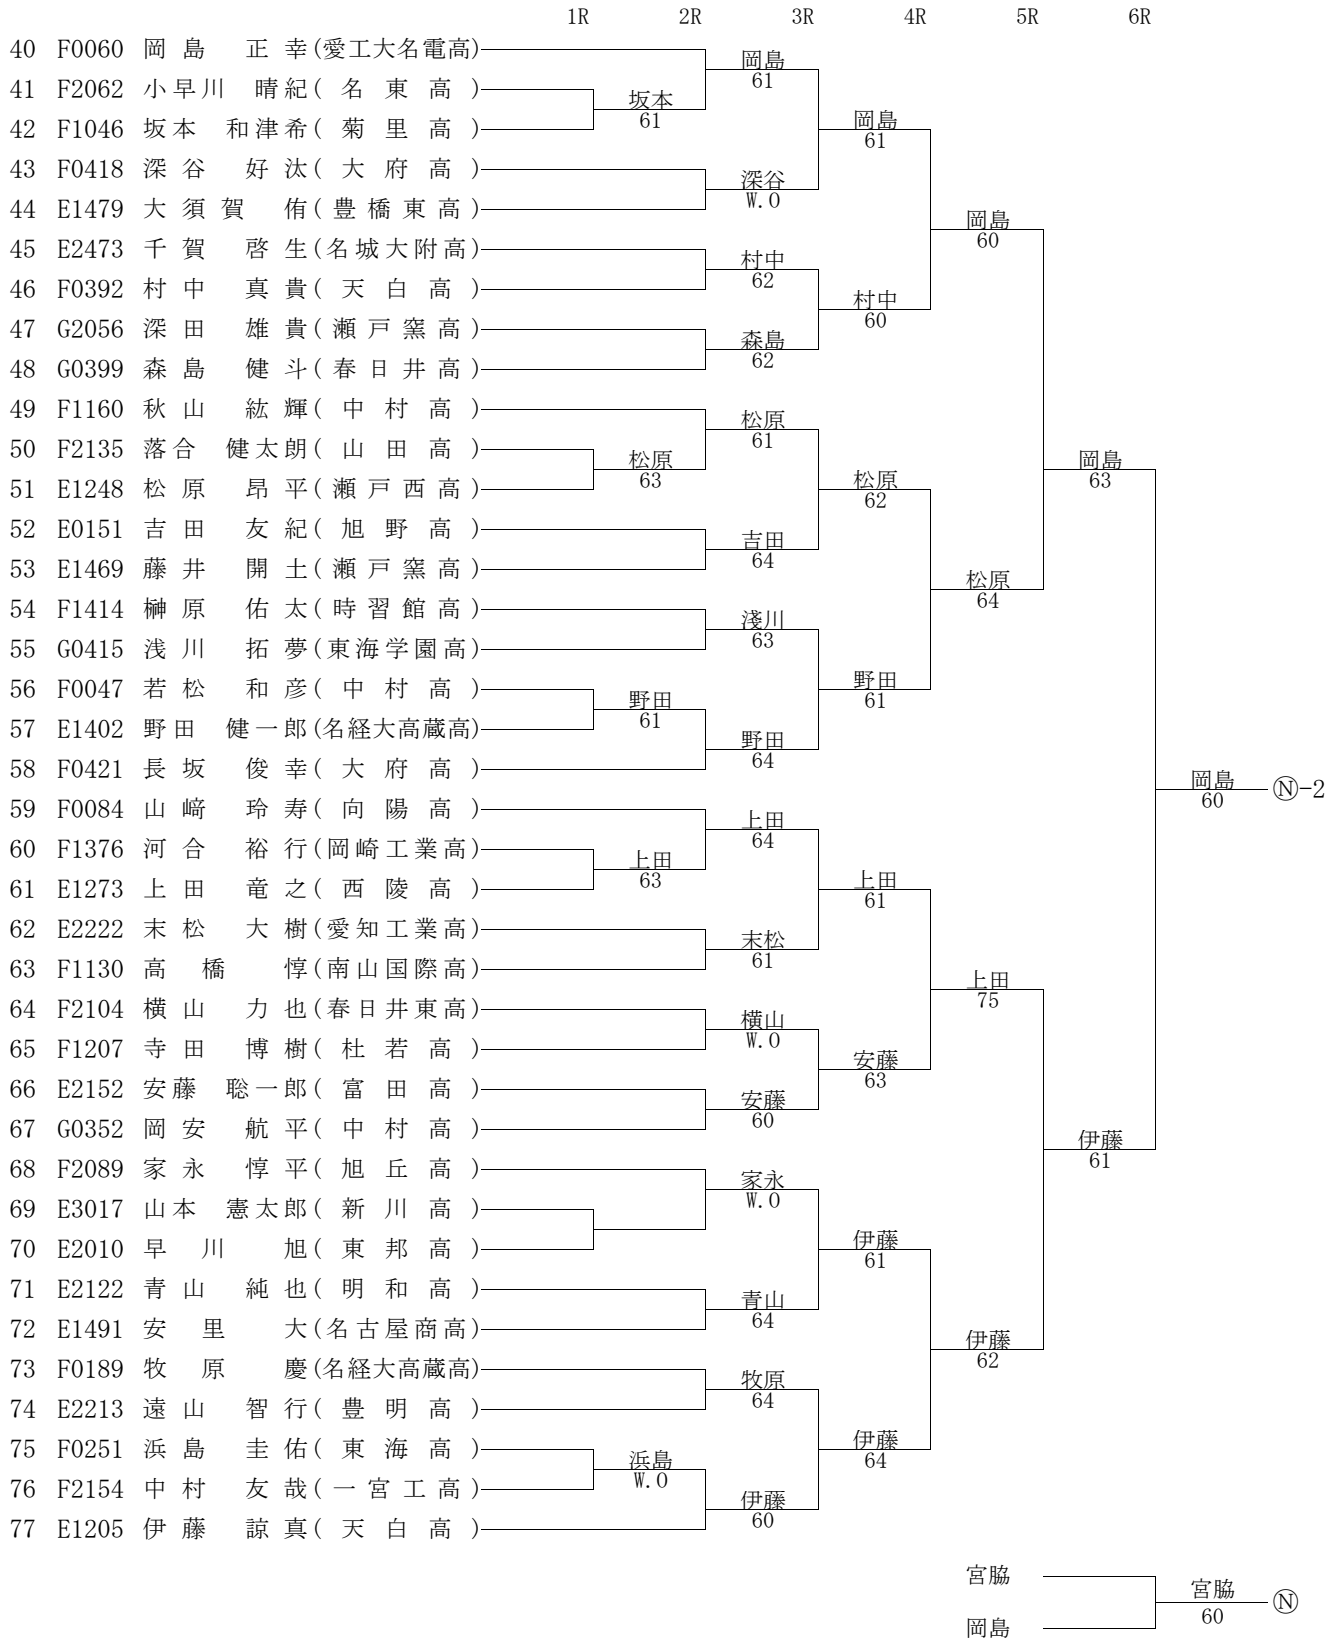 1R 2R 3R 4R 5R 6R
40 F0060 岡島 正幸(愛工大名電高)
岡島
61
41 F2062 小早川 晴紀(名東高)
坂本
61
42 F1046 坂本 和津希(菊里高)
岡島
61
43 F0418 深谷 好汰(大府高)
深谷
W.O
44 E1479 大須賀 侑(豊橋東高)
岡島
60
45 E2473 千賀 啓生(名城大附高)
村中
62
46 F0392 村中 真貴(天白高)
村中
60
47 G2056 深田 雄貴(瀬戸窯高)
森島
62
48 G0399 森島 健斗(春日井高)
49 F1160 秋山 紘輝(中村高)
松原
61
50 F2135 落合 健太朗(山田高)
松原
63
岡島
63
51 E1248 松原 昂平(瀬戸西高)
松原
62
52 E0151 吉田 友紀(旭野高)
吉田
64
53 E1469 藤井 開土(瀬戸窯高)
松原
64
54 F1414 榊原 佑太(時習館高)
淺川
63
55 G0415 浅川 拓夢(東海学園高)
56 F0047 若松 和彦(中村高)
野田
61
野田
61
57 E1402 野田 健一郎(名経大高蔵高)
野田
64
58 F0421 長坂 俊幸(大府高)
岡島
60
Ⓝ-2
59 F0084 山﨑 玲寿(向陽高)
上田
64
60 F1376 河合 裕行(岡崎工業高)
上田
63
61 E1273 上田 竜之(西陵高)
上田
61
62 E2222 末松 大樹(愛知工業高)
末松
61
63 F1130 高橋 惇(南山国際高)
上田
75
64 F2104 横山 力也(春日井東高)
横山
W.O
65 F1207 寺田 博樹(杜若高)
安藤
63
66 E2152 安藤 聡一郎(富田高)
安藤
60
67 G0352 岡安 航平(中村高)
伊藤
61
68 F2089 家永 惇平(旭丘高)
家永
W.O
69 E3017 山本 憲太郎(新川高)
70 E2010 早川 旭(東邦高)
伊藤
61
71 E2122 青山 純也(明和高)
青山
64
72 E1491 安里 大(名古屋商高)
伊藤
62
73 F0189 牧原 慶(名経大高蔵高)
牧原
64
74 E2213 遠山 智行(豊明高)
伊藤
64
75 F0251 浜島 圭佑(東海高)
浜島
W.O
76 F2154 中村 友哉(一宮工高)
伊藤
60
77 E1205 伊藤 諒真(天白高)
宮脇
宮脇
60
Ⓝ
岡島